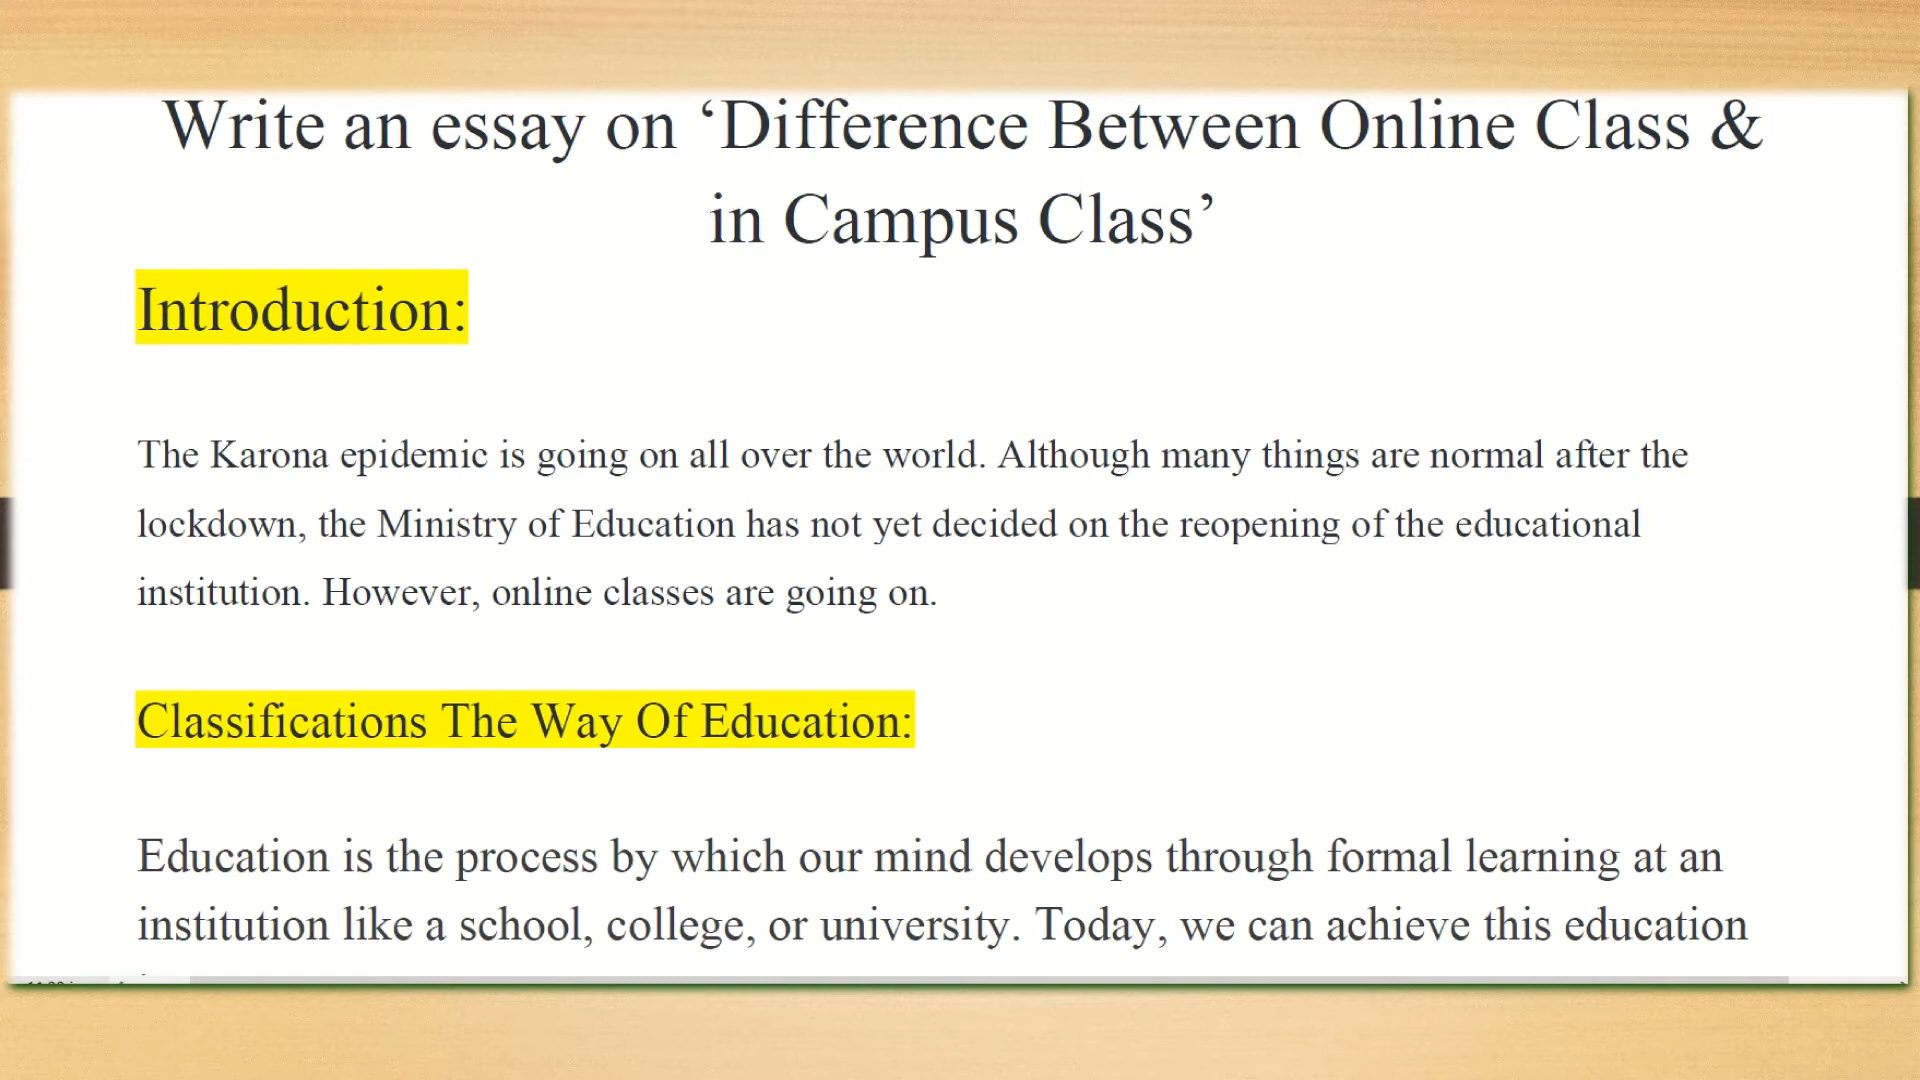 Write an essay on ‘Difference Between Online Class &
in Campus Class’
Introduction:
The Karona epidemic is going on all over the world. Although many things are normal after the
lockdown, the Ministry of Education has not yet decided on the reopening of the educational
institution. However, online classes are going on.
Classifications The Way Of Education:
Education is the process by which our mind develops through formal learning at an
institution like a school, college, or university. Today, we can achieve this education